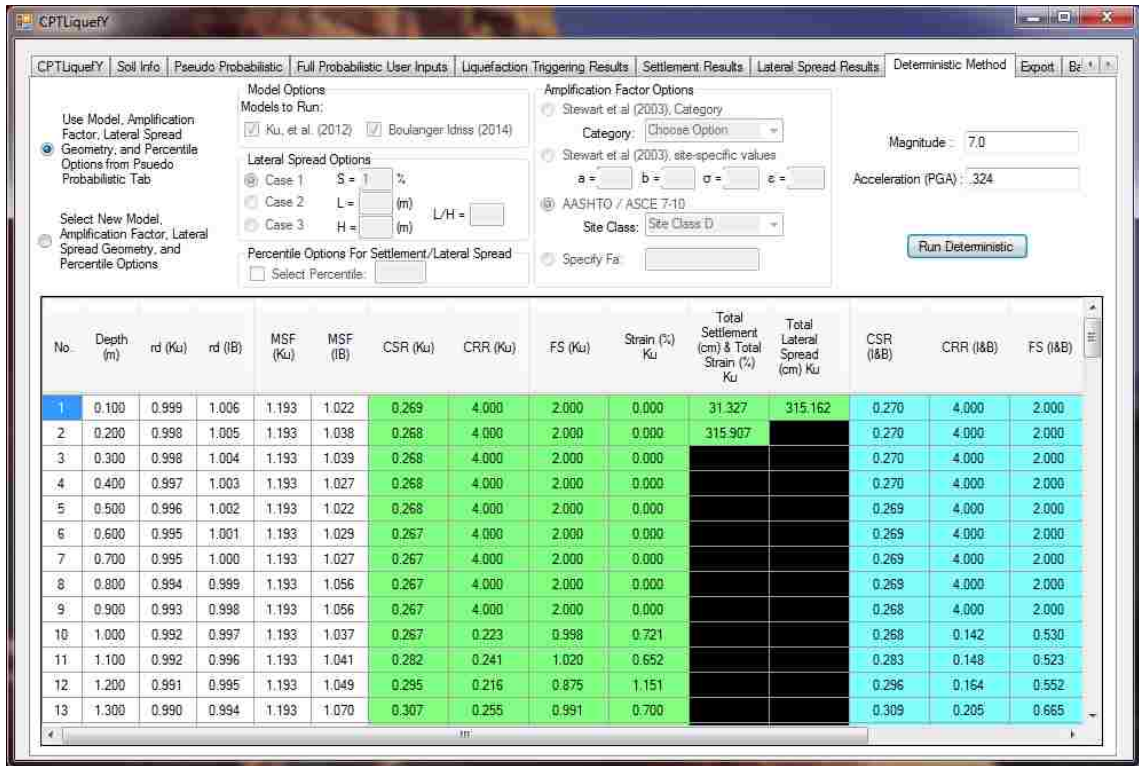 CPTLiquefY
CPTLiquefY Soil Info Pseudo Probabilistic Full Probabilistic User Inputs Liquefaction Triggering Results Settlement Results Lateral Spread Results Deterministic Method Export Ba
Use Model, Amplification
Factor, Lateral Spread
Geometry, and Percentile
Options from Psuedo
Probabilistic Tab
Select New Model,
Amplification Factor, Lateral
Spread Geometry, and
Percentile Options
Model Options
Models to Run:
Ku, et al. (2012) Boulanger Idriss (2014)
Lateral Spread Options
Case 1 S = 1 %
Case 2 L = (m)
L/H =
Case 3 H = (m)
Percentile Options For Settlement/Lateral Spread
Select Percentile:
Amplification Factor Options
Stewart et al (2003), Category
Category: Choose Option
Stewart et al (2003), site-specific values
a = b = σ = ε =
AASHTO / ASCE 7-10
Site Class: Site Class D
Specify Fa:
Magnitude : 7.0
Acceleration (PGA) : .324
Run Deterministic
No. Depth (m) rd (Ku) rd (IB) MSF (Ku) MSF (IB) CSR (Ku) CRR (Ku) FS (Ku) Strain (%) Ku Total Settlement (cm) & Total Strain (%) Ku Total Lateral Spread (cm) Ku CSR (I&B) CRR (I&B) FS (I&B)
1 0.100 0.999 1.006 1.193 1.022 0.269 4.000 2.000 0.000 31.327 315.162 0.270 4.000 2.000
2 0.200 0.998 1.005 1.193 1.038 0.268 4.000 2.000 0.000 315.907 0.270 4.000 2.000
3 0.300 0.998 1.004 1.193 1.039 0.268 4.000 2.000 0.000 0.270 4.000 2.000
4 0.400 0.997 1.003 1.193 1.027 0.268 4.000 2.000 0.000 0.270 4.000 2.000
5 0.500 0.996 1.002 1.193 1.022 0.268 4.000 2.000 0.000 0.269 4.000 2.000
6 0.600 0.995 1.001 1.193 1.029 0.267 4.000 2.000 0.000 0.269 4.000 2.000
7 0.700 0.995 1.000 1.193 1.027 0.267 4.000 2.000 0.000 0.269 4.000 2.000
8 0.800 0.994 0.999 1.193 1.056 0.267 4.000 2.000 0.000 0.269 4.000 2.000
9 0.900 0.993 0.998 1.193 1.056 0.267 4.000 2.000 0.000 0.268 4.000 2.000
10 1.000 0.992 0.997 1.193 1.037 0.267 0.223 0.998 0.721 0.268 0.142 0.530
11 1.100 0.992 0.996 1.193 1.041 0.282 0.241 1.020 0.652 0.283 0.148 0.523
12 1.200 0.991 0.995 1.193 1.049 0.295 0.216 0.875 1.151 0.296 0.164 0.552
13 1.300 0.990 0.994 1.193 1.070 0.307 0.255 0.991 0.700 0.309 0.205 0.665